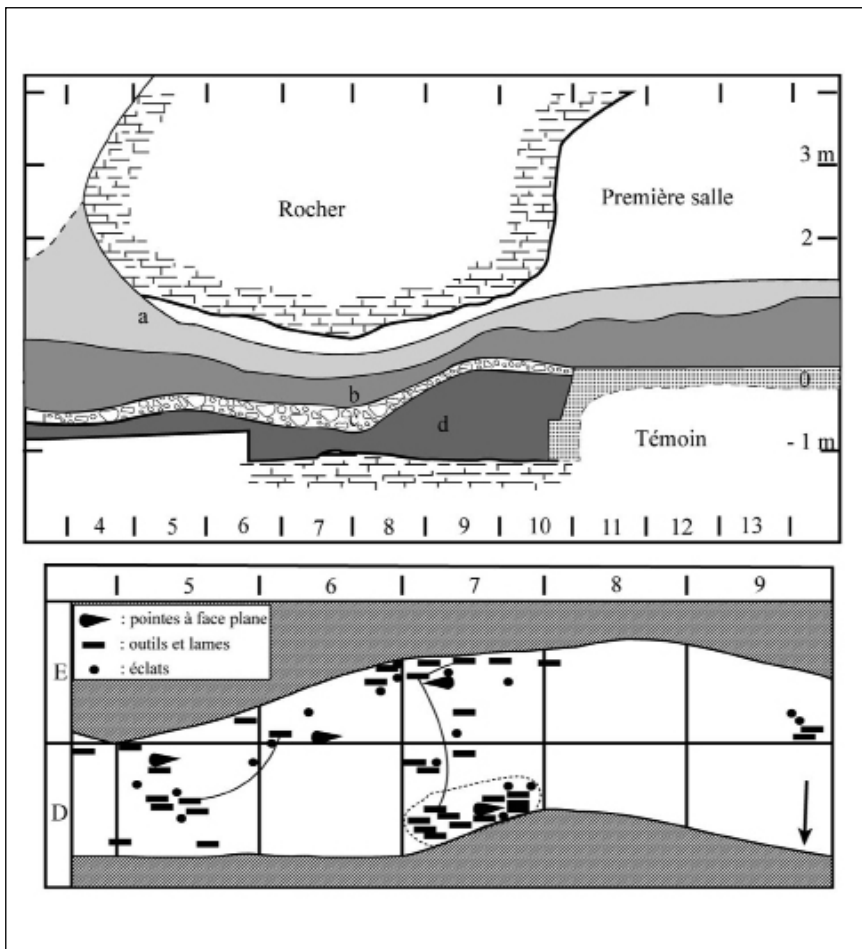 3 m
Rocher
Première salle
2
a
b
0
c
d
Témoin
- 1 m
4 5 6 7 8 9 10 11 12 13
5 6 7 8 9
: pointes à face plane
: outils et lames
: éclats
E
D